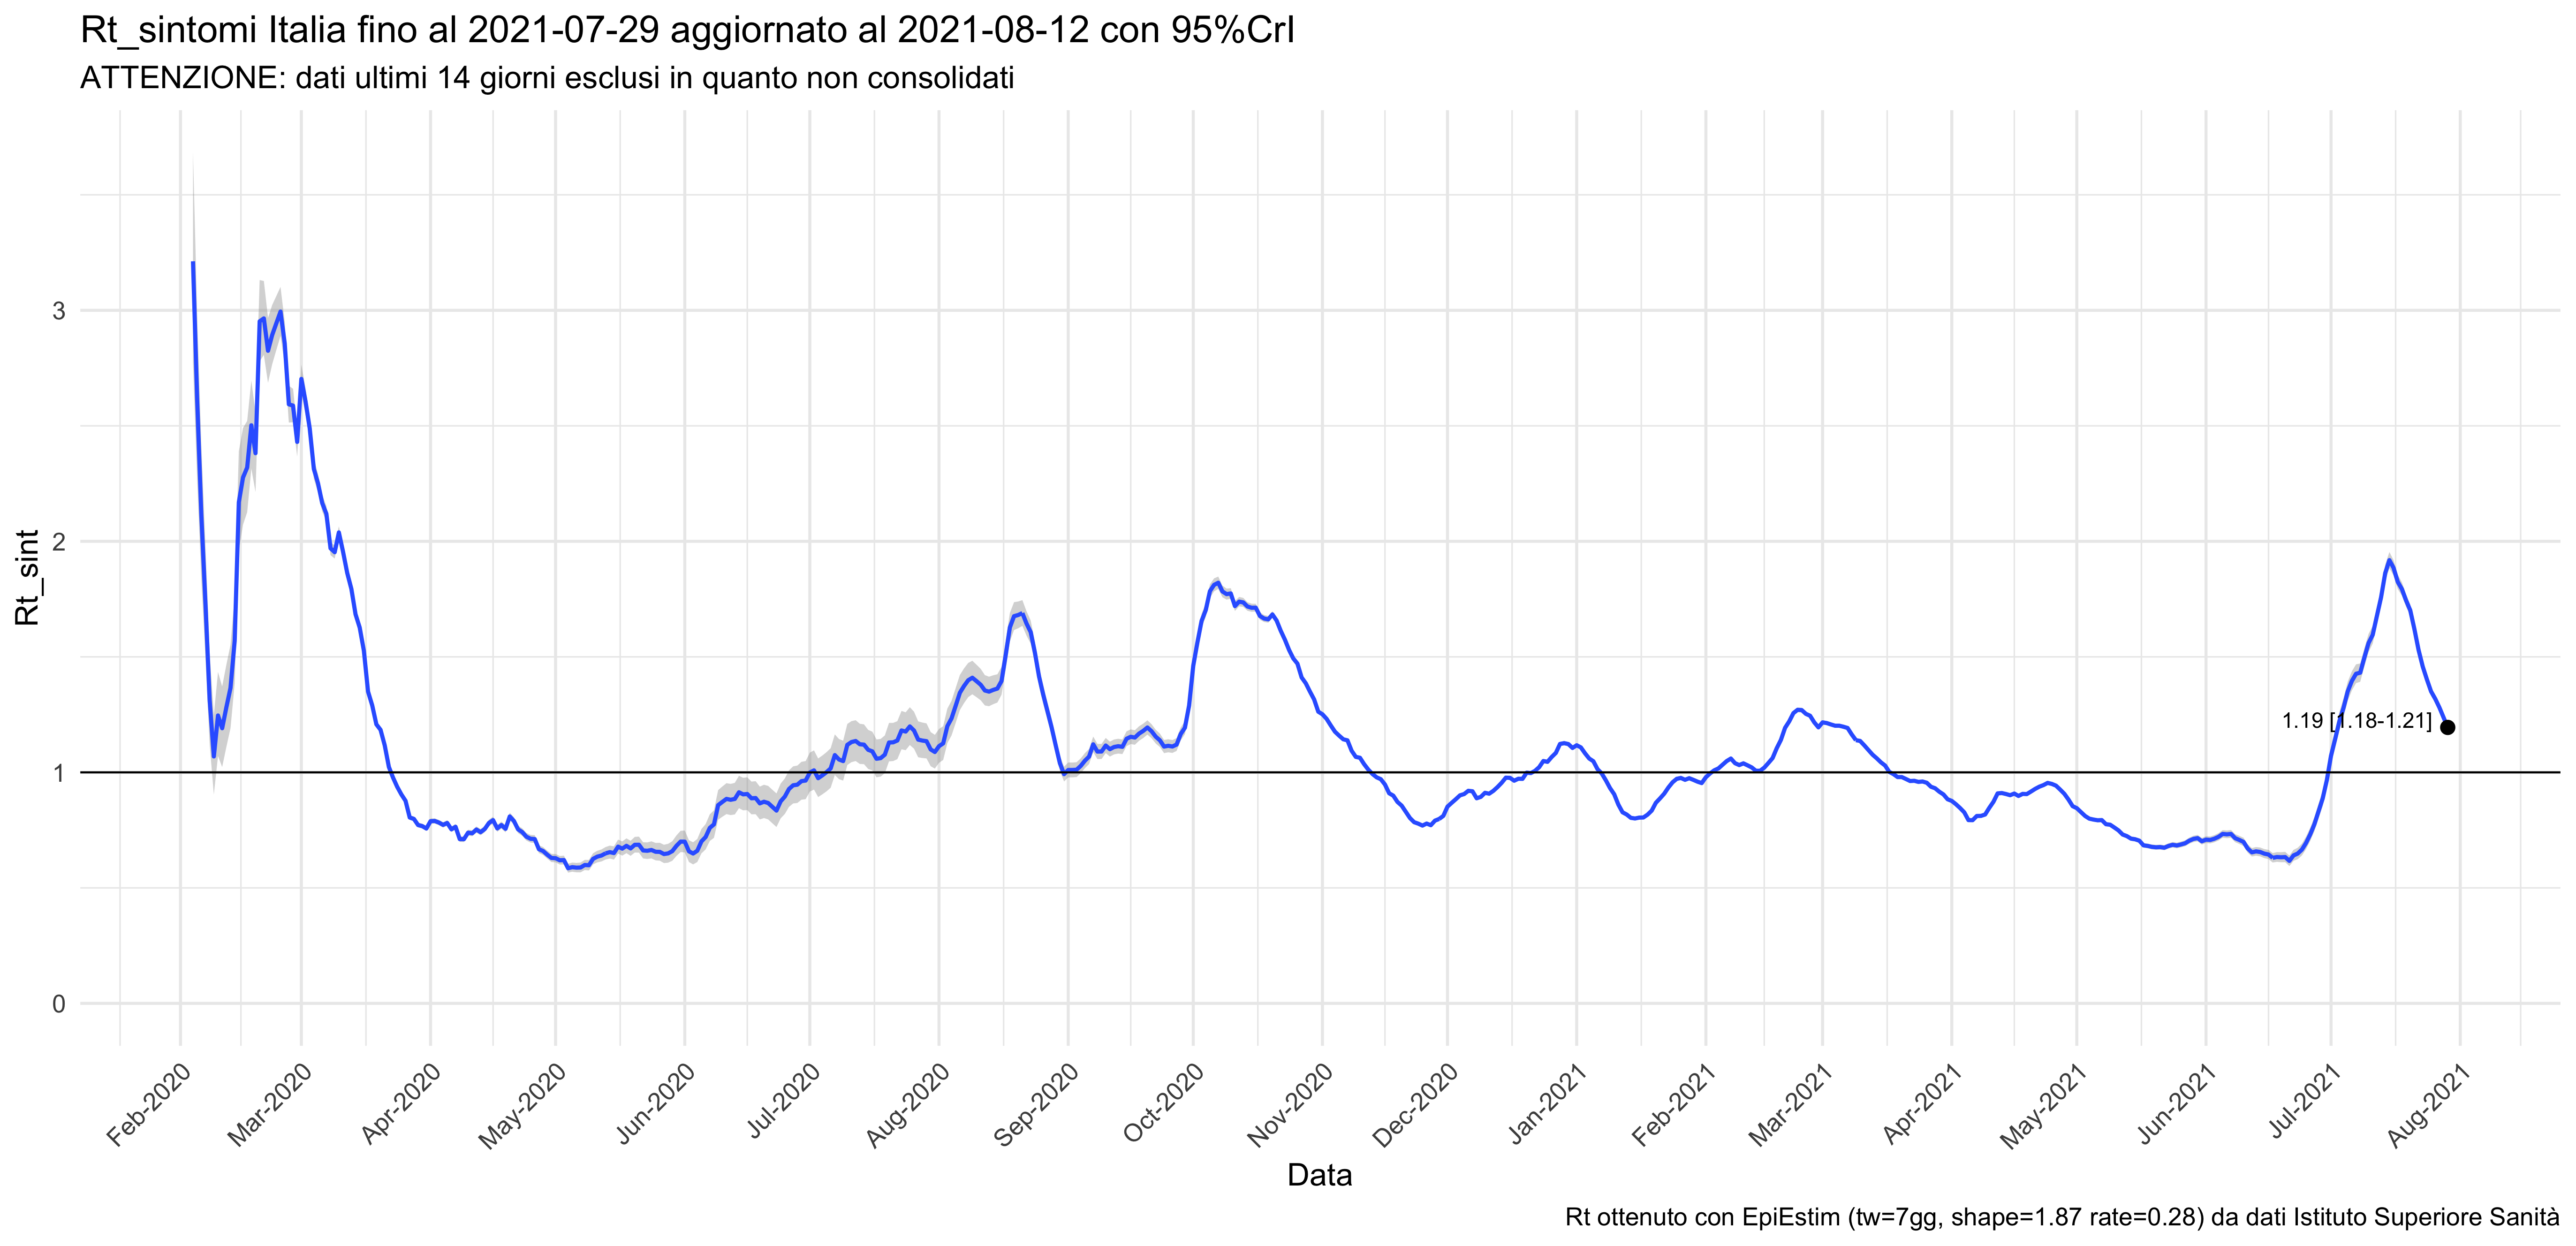 Rt_sintomi Italia fino al 2021-07-29 aggiornato al 2021-08-12 con 95%CrI
ATTENZIONE: dati ultimi 14 giorni esclusi in quanto non consolidati
Rt_sint
3
2
1
0
1.19 [1.18-1.21]
Feb-2020
Mar-2020
Apr-2020
May-2020
Jun-2020
Jul-2020
Aug-2020
Sep-2020
Oct-2020
Nov-2020
Dec-2020
Jan-2021
Feb-2021
Mar-2021
Apr-2021
May-2021
Jun-2021
Jul-2021
Aug-2021
Data
Rt ottenuto con EpiEstim (tw=7gg, shape=1.87 rate=0.28) da dati Istituto Superiore Sanità